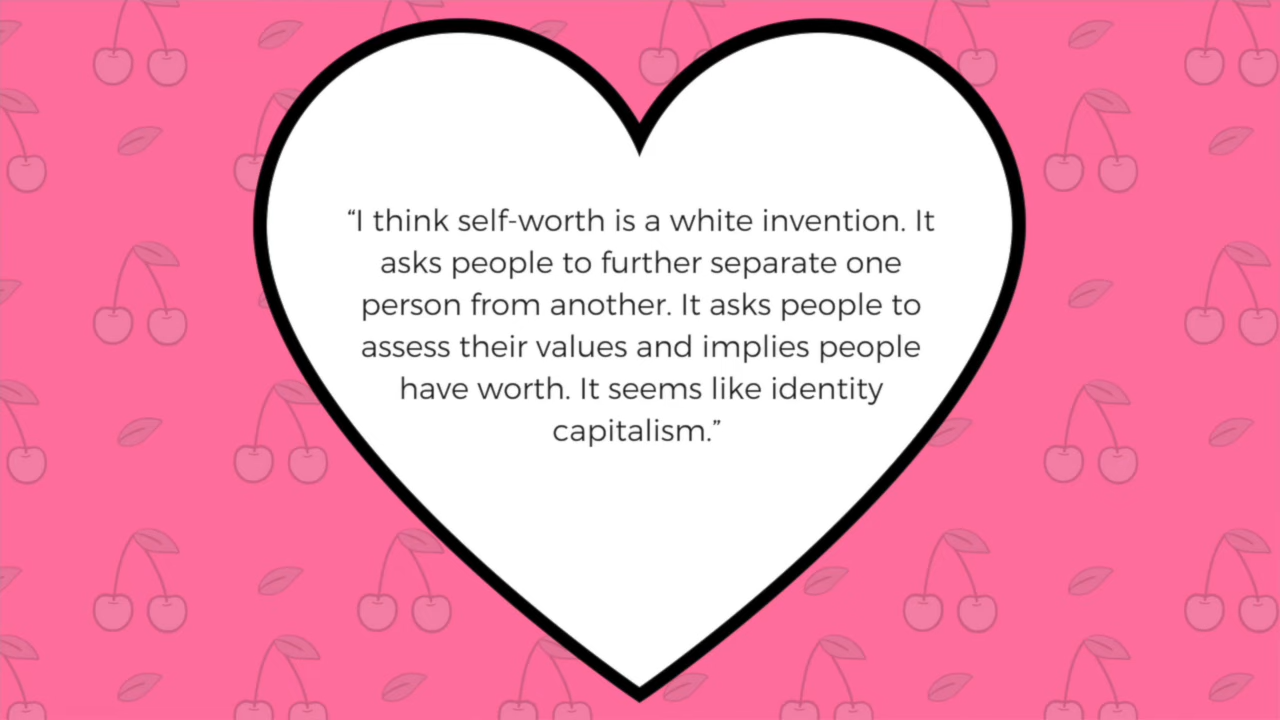 “I think self-worth is a white invention. It
asks people to further separate one
person from another. It asks people to
assess their values and implies people
have worth. It seems like identity
capitalism.”